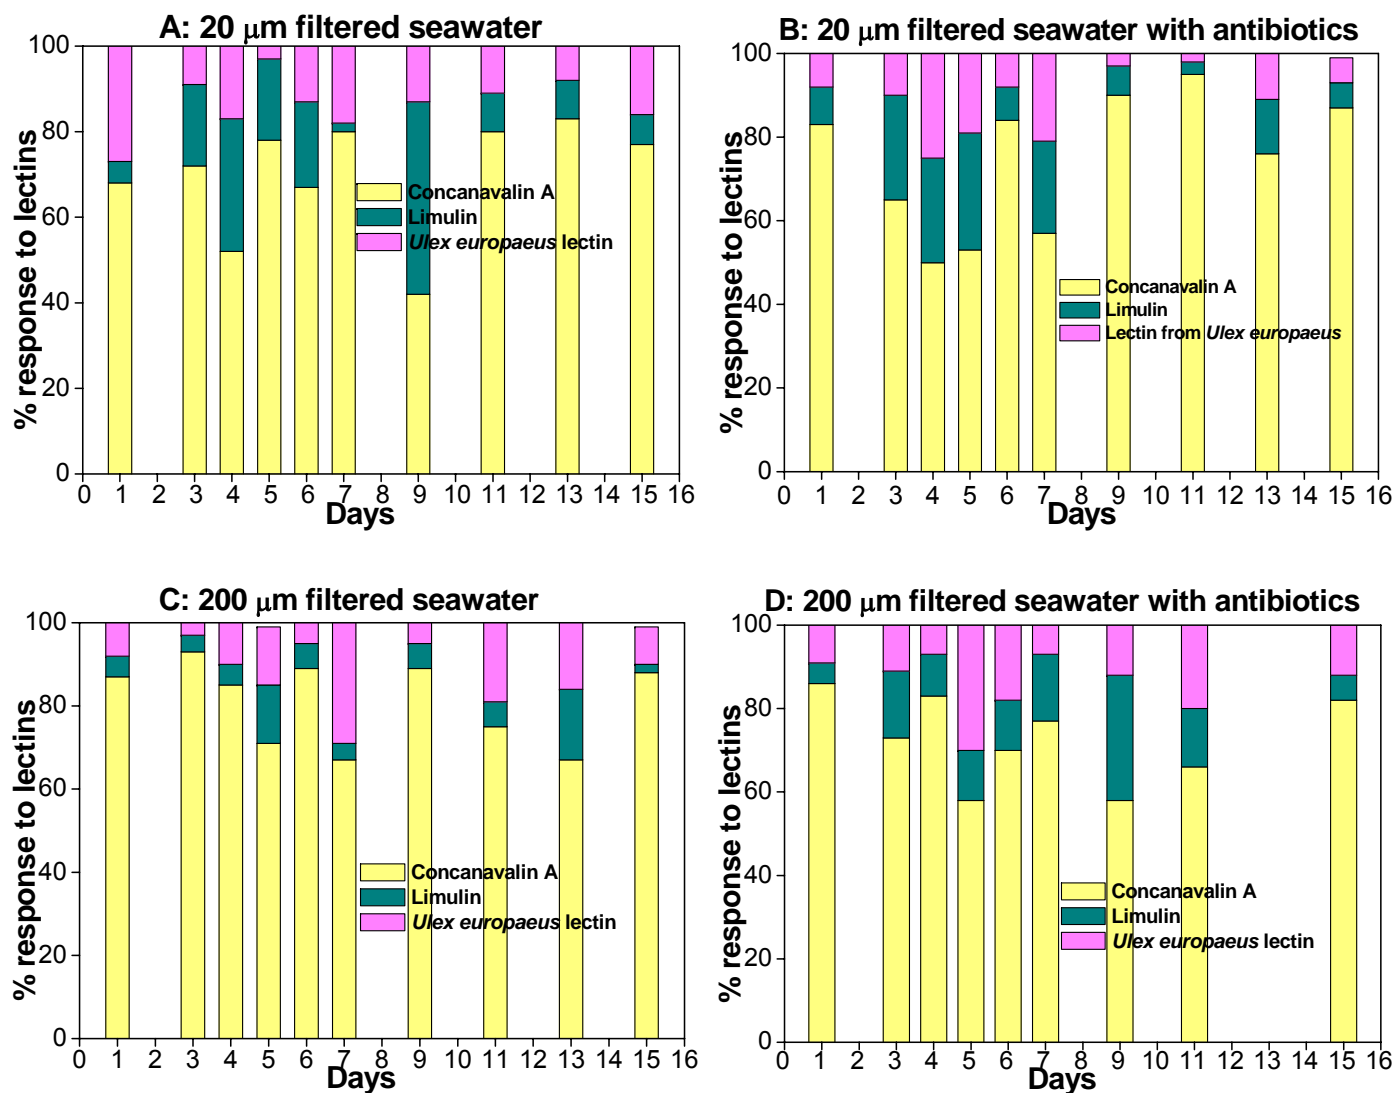 A: 20 μm filtered seawater
% response to lectins
100
80
60
40
20
0
Concanavalin A
Limulin
Ulex europaeus lectin
0 1 2 3 4 5 6 7 8 9 10 11 12 13 14 15 16
Days
B: 20 μm filtered seawater with antibiotics
% response to lectins
100
80
60
40
20
0
Concanavalin A
Limulin
Lectin from Ulex europaeus
0 1 2 3 4 5 6 7 8 9 10 11 12 13 14 15 16
Days
C: 200 μm filtered seawater
% response to lectins
100
80
60
40
20
0
Concanavalin A
Limulin
Ulex europaeus lectin
0 1 2 3 4 5 6 7 8 9 10 11 12 13 14 15 16
Days
D: 200 μm filtered seawater with antibiotics
% response to lectins
100
80
60
40
20
0
Concanavalin A
Limulin
Ulex europaeus lectin
0 1 2 3 4 5 6 7 8 9 10 11 12 13 14 15 16
Days